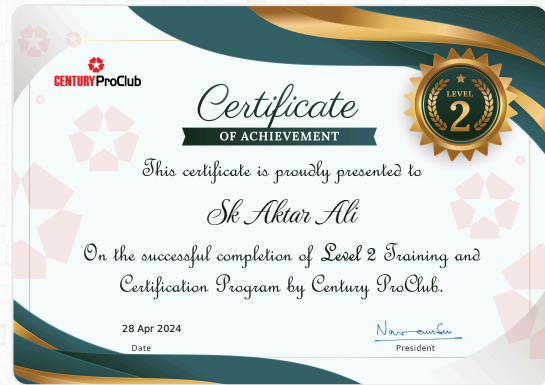 CENTURY ProClub
LEVEL
2
Certificate
OF ACHIEVEMENT
This certificate is proudly presented to
Sk Aktar Ali
On the successful completion of Level 2 Training and
Certification Program by Century ProClub.
28 Apr 2024
Date
President